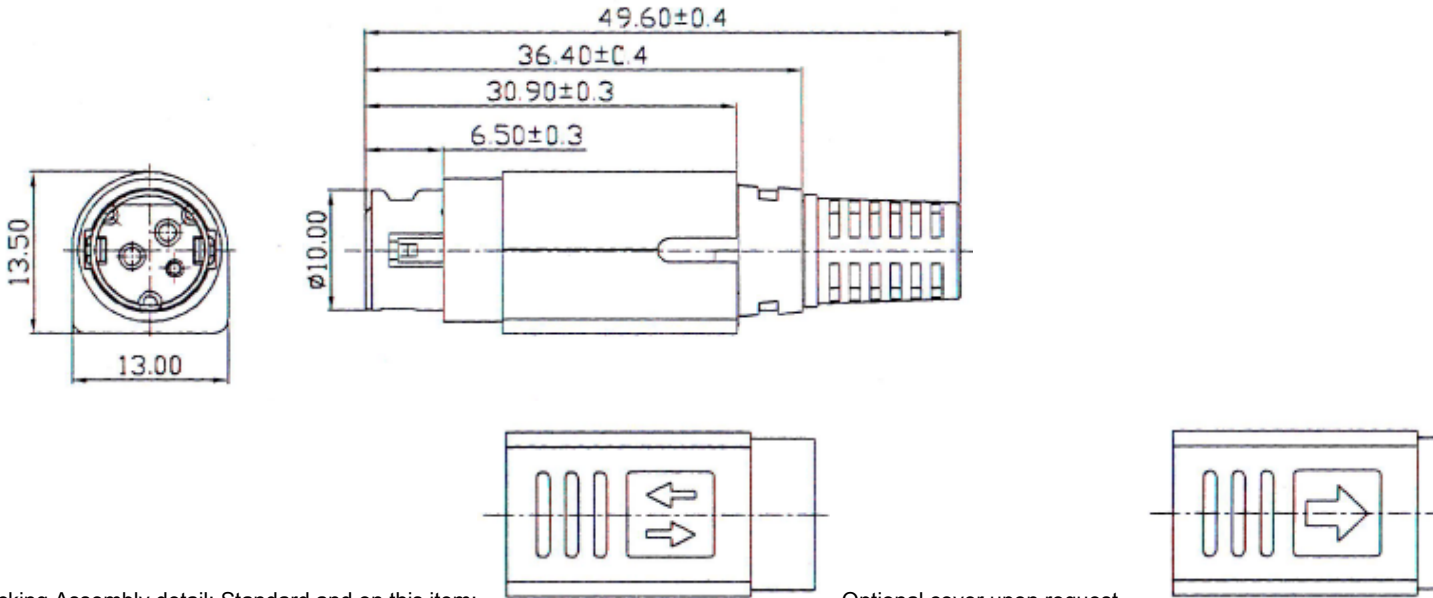 49.60±0.4
36.40±0.4
30.90±0.3
6.50±0.3
13.50
ø10.00
13.00
Assembly detail: Standard and on this item:
Optional cover upon request